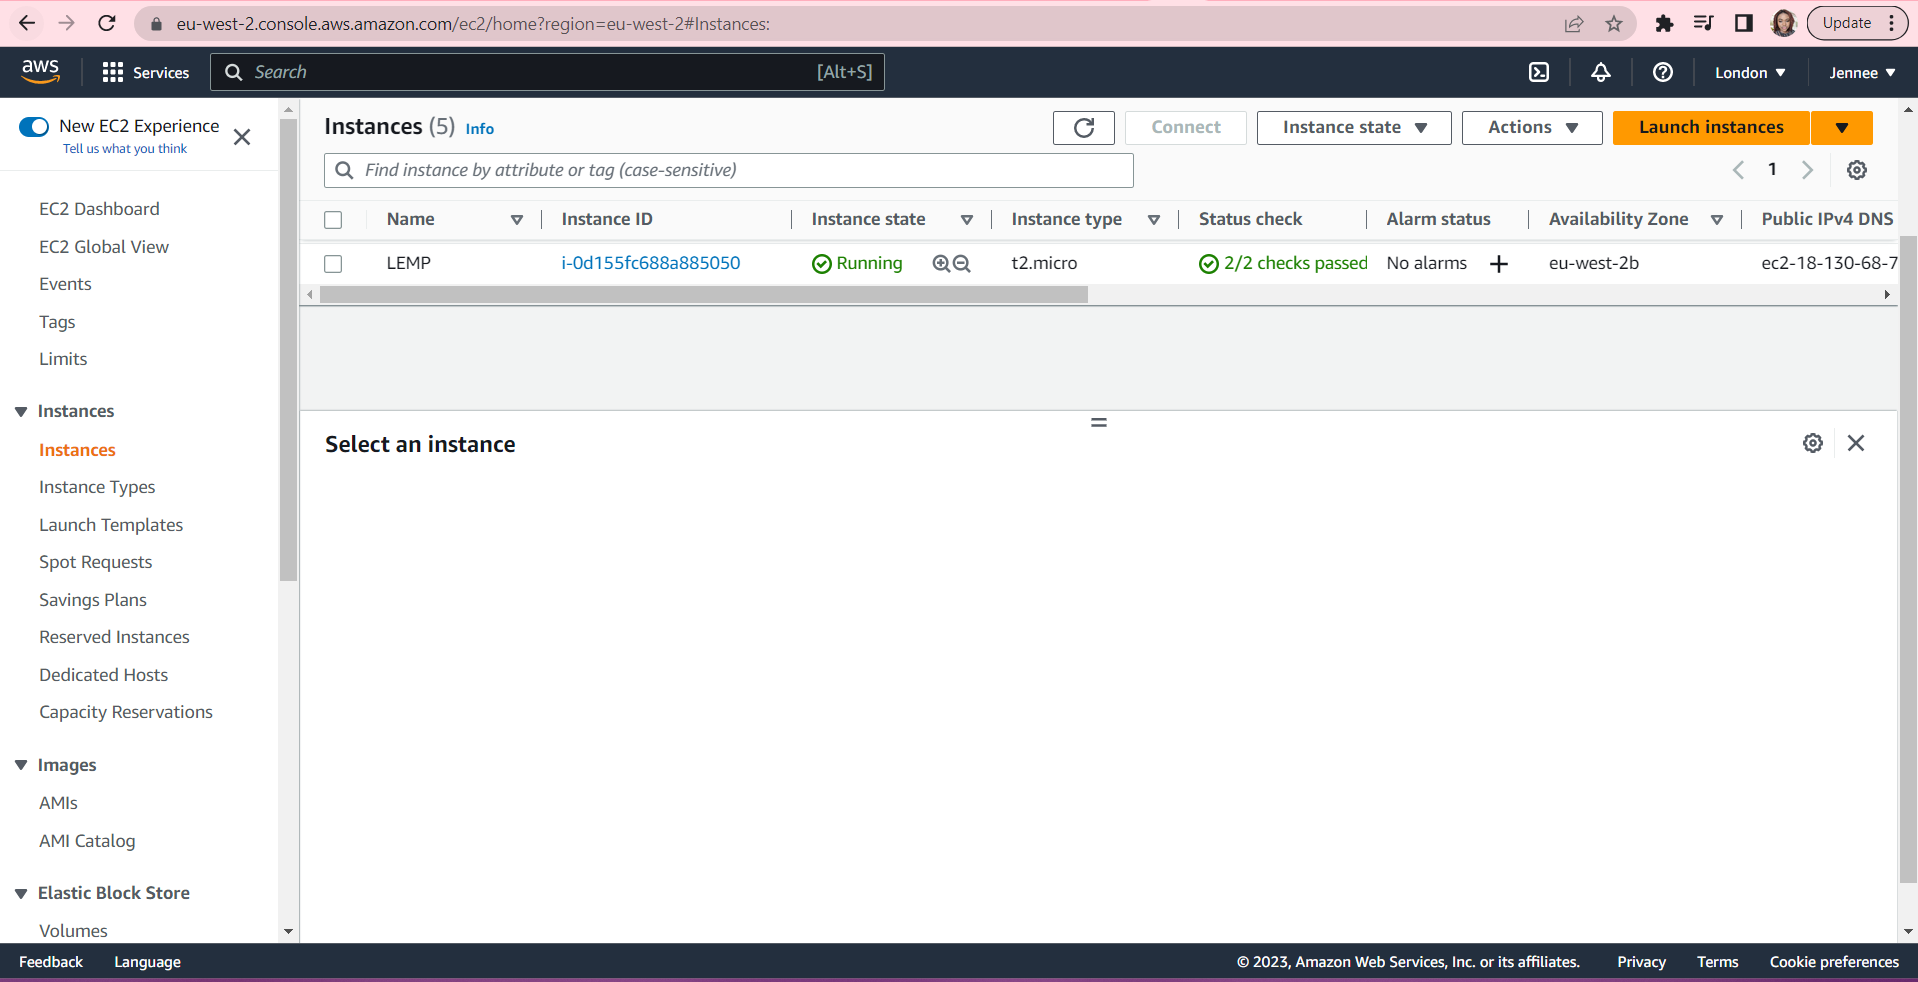 eu-west-2.console.aws.amazon.com/ec2/home?region=eu-west-2#Instances:
Update
aws
Services
Search
[Alt+S]
London
Jennee
New EC2 Experience
Tell us what you think
EC2 Dashboard
EC2 Global View
Events
Tags
Limits
Instances
Instances
Instance Types
Launch Templates
Spot Requests
Savings Plans
Reserved Instances
Dedicated Hosts
Capacity Reservations
Images
AMIs
AMI Catalog
Elastic Block Store
Volumes
Instances (5) Info
Connect
Instance state
Actions
Launch instances
Find instance by attribute or tag (case-sensitive)
1
Name Instance ID Instance state Instance type Status check Alarm status Availability Zone Public IPv4 DNS
LEMP i-0d155fc688a885050 Running t2.micro 2/2 checks passed No alarms + eu-west-2b ec2-18-130-68-7
Select an instance
Feedback Language © 2023, Amazon Web Services, Inc. or its affiliates. Privacy Terms Cookie preferences